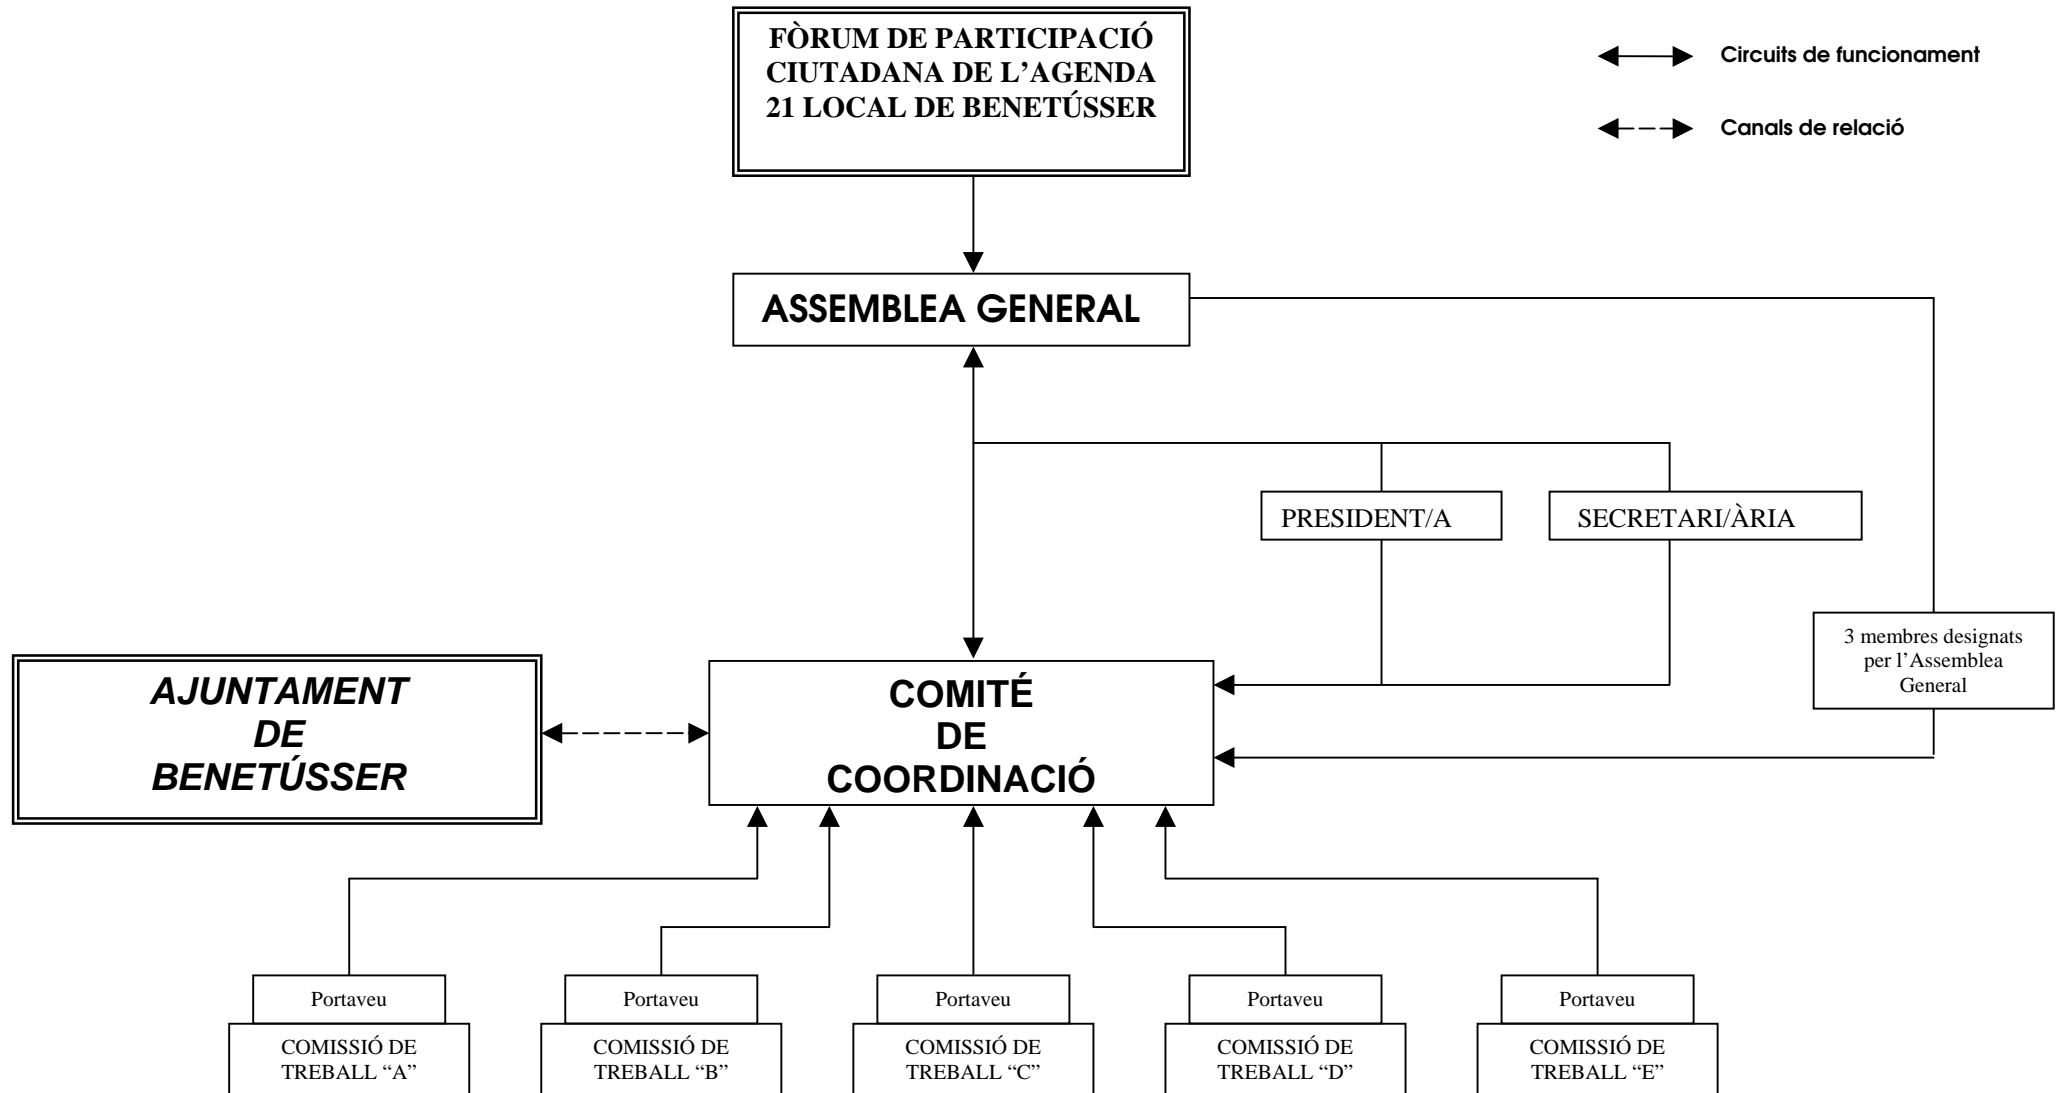 FÒRUM DE PARTICIPACIÓ
CIUTADANA DE L’AGENDA
21 LOCAL DE BENETÚSSER
Circuits de funcionament
Canals de relació
ASSEMBLEA GENERAL
PRESIDENT/A
SECRETARI/ÀRIA
3 membres designats
per l’Assemblea
General
AJUNTAMENT
DE
BENETÚSSER
COMITÉ
DE
COORDINACIÓ
Portaveu
COMISSIÓ DE
TREBALL “A”
Portaveu
COMISSIÓ DE
TREBALL “B”
Portaveu
COMISSIÓ DE
TREBALL “C”
Portaveu
COMISSIÓ DE
TREBALL “D”
Portaveu
COMISSIÓ DE
TREBALL “E”